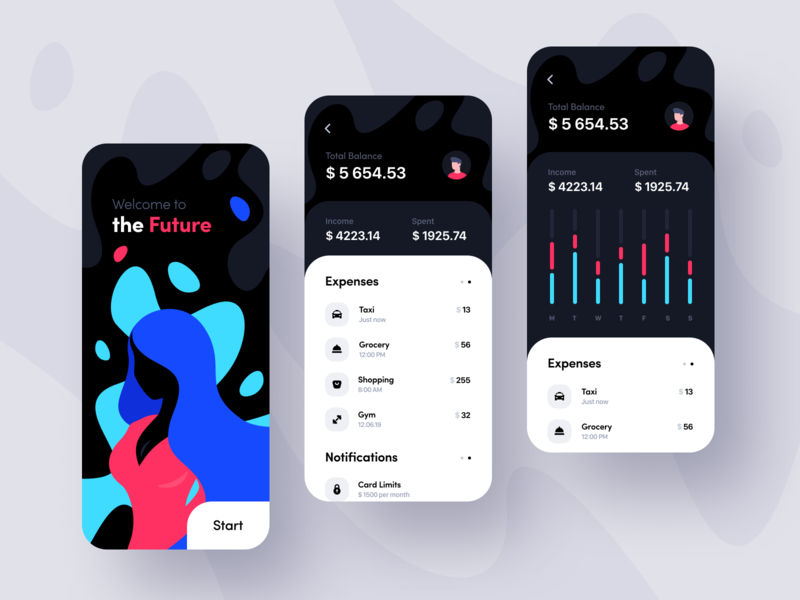 Welcome to
the Future
Start
Total Balance
$ 5 654.53
Income Spent
$ 4223.14 $ 1925.74
Expenses
Taxi $ 13
Just now
Grocery $ 56
12:00 PM
Shopping $ 255
8:00 AM
Gym $ 32
12.06.19
Notifications
Card Limits
$ 1500 per month
Total Balance
$ 5 654.53
Income Spent
$ 4223.14 $ 1925.74
M T W T F S S
Expenses
Taxi $ 13
Just now
Grocery $ 56
12:00 PM